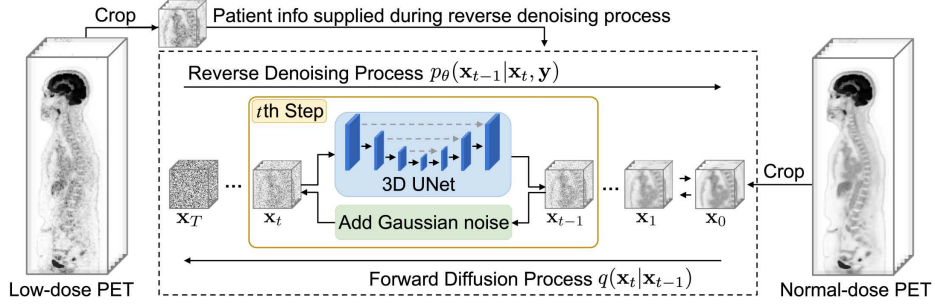 Crop
Patient info supplied during reverse denoising process
Reverse Denoising Process p_θ(x_{t−1}|x_t, y)
tth Step
3D UNet
Crop
...
...
x_T
x_t
Add Gaussian noise
x_{t−1}
x_1
x_0
Forward Diffusion Process q(x_t|x_{t−1})
Low-dose PET
Normal-dose PET